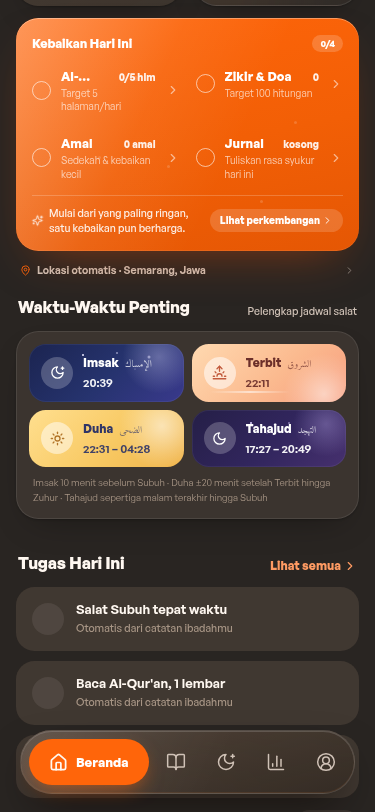 Kebaikan Hari Ini
0/4
Al-...
0/5 hlm
Target 5
halaman/hari
Zikir & Doa
0
Target 100 hitungan
Amal
0 amal
Sedekah & kebaikan
kecil
Jurnal
kosong
Tuliskan rasa syukur
hari ini
Mulai dari yang paling ringan,
satu kebaikan pun berharga.
Lihat perkembangan
Lokasi otomatis · Semarang, Jawa
Waktu-Waktu Penting
Pelengkap jadwal salat
Imsak الإمساك
20:39
Terbit الشروق
22:11
Duha الضحى
22:31 – 04:28
Tahajud التهجد
17:27 – 20:49
Imsak 10 menit sebelum Subuh · Duha ±20 menit setelah Terbit hingga
Zuhur · Tahajud sepertiga malam terakhir hingga Subuh
Tugas Hari Ini
Lihat semua
Salat Subuh tepat waktu
Otomatis dari catatan ibadahmu
Baca Al-Qur'an, 1 lembar
Otomatis dari catatan ibadahmu
Beranda